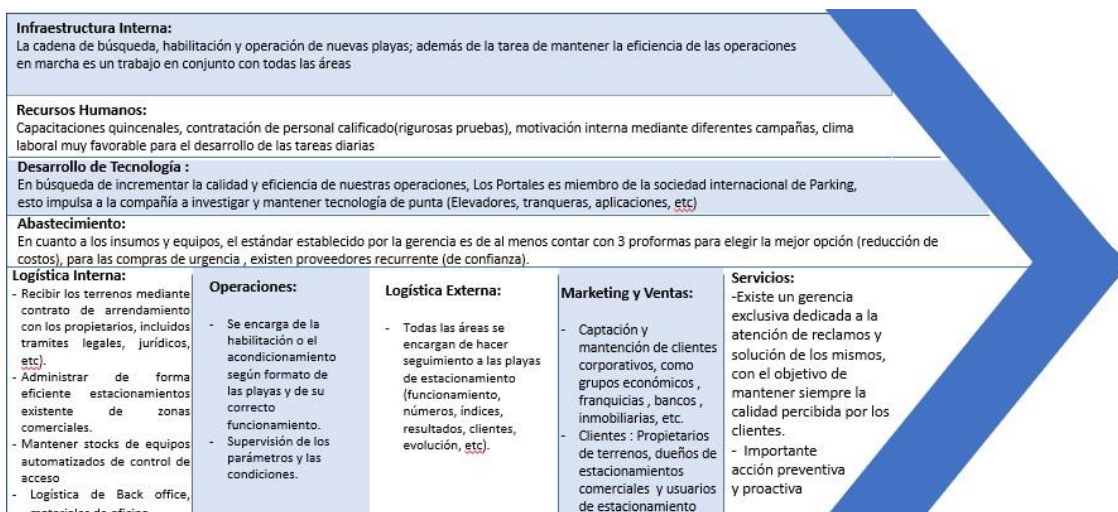 Infraestructura Interna:
La cadena de búsqueda, habilitación y operación de nuevas playas; además de la tarea de mantener la eficiencia de las operaciones
en marcha es un trabajo en conjunto con todas las áreas
Recursos Humanos:
Capacitaciones quincenales, contratación de personal calificado(rigurosas pruebas), motivación interna mediante diferentes campañas, clima
laboral muy favorable para el desarrollo de las tareas diarias
Desarrollo de Tecnología :
En búsqueda de incrementar la calidad y eficiencia de nuestras operaciones, Los Portales es miembro de la sociedad internacional de Parking,
esto impulsa a la compañía a investigar y mantener tecnología de punta (Elevadores, tranqueras, aplicaciones, etc)
Abastecimiento:
En cuanto a los insumos y equipos, el estándar establecido por la gerencia es de al menos contar con 3 proformas para elegir la mejor opción (reducción de
costos), para las compras de urgencia , existen proveedores recurrente (de confianza).
Logística Interna:
- Recibir los terrenos mediante
contrato de arrendamiento
con los propietarios, incluidos
tramites legales, jurídicos,
etc).
- Administrar de forma
eficiente estacionamientos
existente de zonas
comerciales.
- Mantener stocks de equipos
automatizados de control de
acceso
- Logística de Back office,
materiales de oficina
Operaciones:
- Se encarga de la
habilitación o el
acondicionamiento
según formato de
las playas y de su
correcto
funcionamiento.
- Supervisión de los
parámetros y las
condiciones.
Logística Externa:
- Todas las áreas se
encargan de hacer
seguimiento a las playas
de estacionamiento
(funcionamiento,
números, índices,
resultados, clientes,
evolución, etc).
Marketing y Ventas:
- Captación y
mantención de clientes
corporativos, como
grupos económicos ,
franquicias , bancos ,
inmobiliarias, etc.
- Clientes : Propietarios
de terrenos, dueños de
estacionamientos
comerciales y usuarios
de estacionamiento
Servicios:
-Existe un gerencia
exclusiva dedicada a la
atención de reclamos y
solución de los mismos,
con el objetivo de
mantener siempre la
calidad percibida por los
clientes.
- Importante
acción preventiva
y proactiva